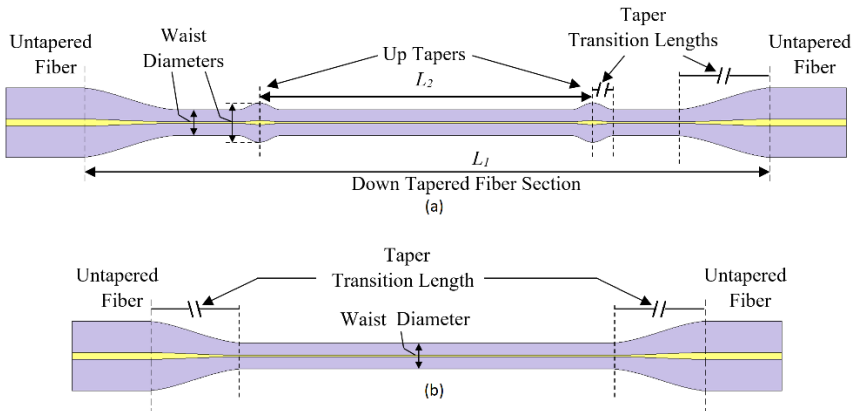 Untapered
Fiber
Waist
Diameters
Up Tapers
L2
Taper
Transition Lengths
Untapered
Fiber
L1
Down Tapered Fiber Section
(a)
Untapered
Fiber
Taper
Transition Length
Untapered
Fiber
Waist Diameter
(b)